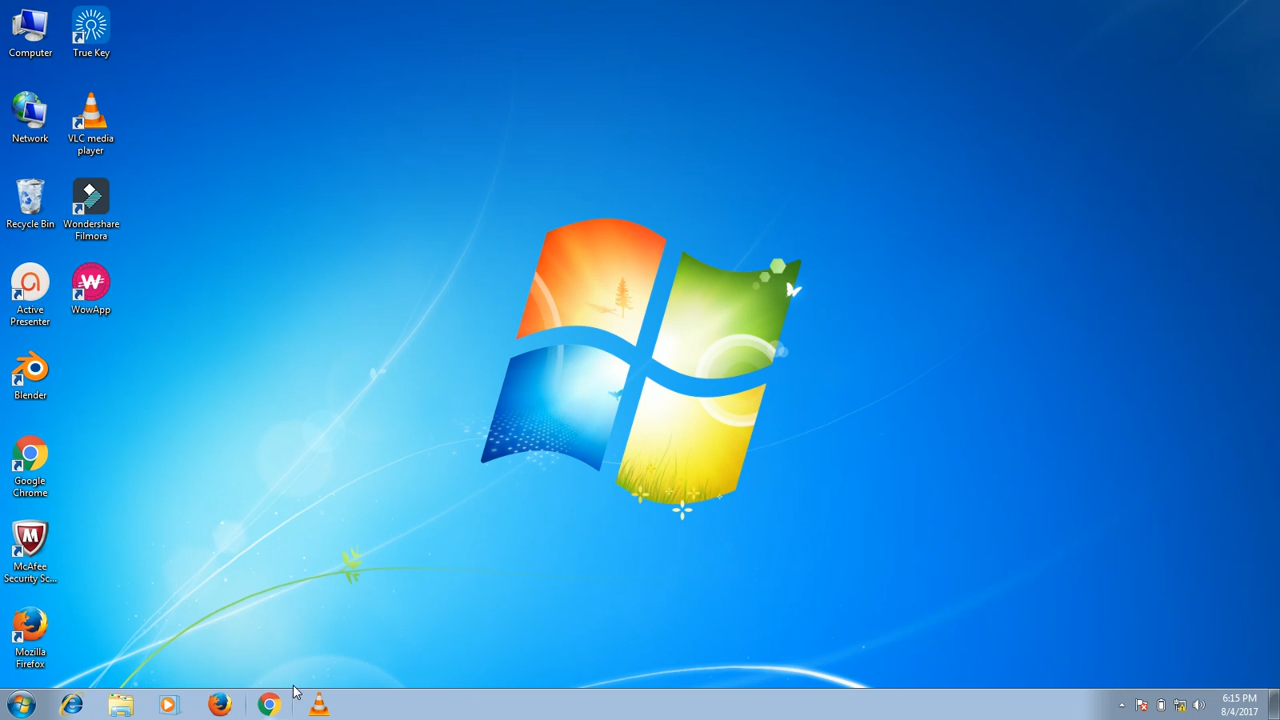 Computer
True Key
Network
VLC media
player
Recycle Bin
Wondershare
Filmora
Active
Presenter
WowApp
Blender
Google
Chrome
McAfee
Security Sc...
Mozilla
Firefox
6:15 PM
8/4/2017